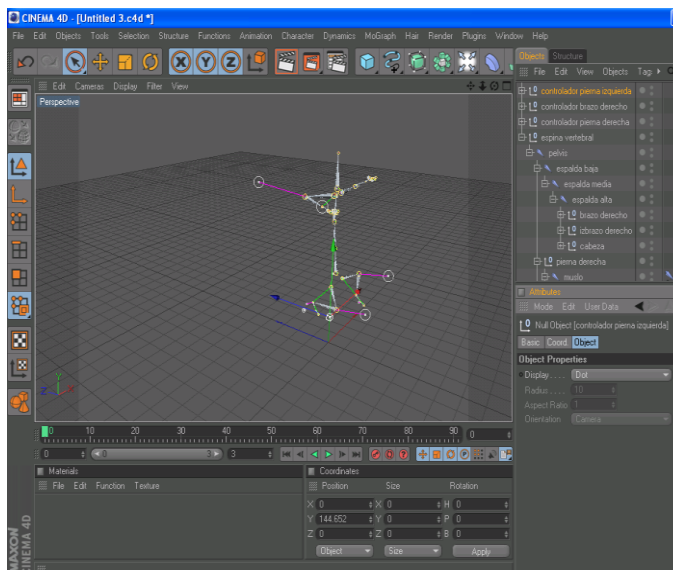 CINEMA 4D - [Untitled 3.c4d *]
File Edit Objects Tools Selection Structure Functions Animation Character Dynamics MoGraph Hair Render Plugins Window Help
Objects Structure
File Edit View Objects Tag
Edit Cameras Display Filter View
Perspective
controlador pierna izquierda
controlador brazo derecho
controlador pierna derecha
espina vertebral
pelvis
espalda baja
espalda media
espalda alta
brazo derecho
izbrazo derecho
cabeza
pierna derecha
muslo
Attributes
Mode Edit User Data
Null Object [controlador pierna izquierda]
Basic Coord. Object
Object Properties
Display . . . . Dot
Radius . . . . 10
Aspect Ratio 1
Orientation Camera
Y
Z X
0 10 20 30 40 50 60 70 80 90 0
0 0 3 3
Materials
File Edit Function Texture
Coordinates
Position Size Rotation
X 0 X 0 H 0
Y 144.652 Y 0 P 0
Z 0 Z 0 B 0
Object Size Apply
MAXON
CINEMA 4D